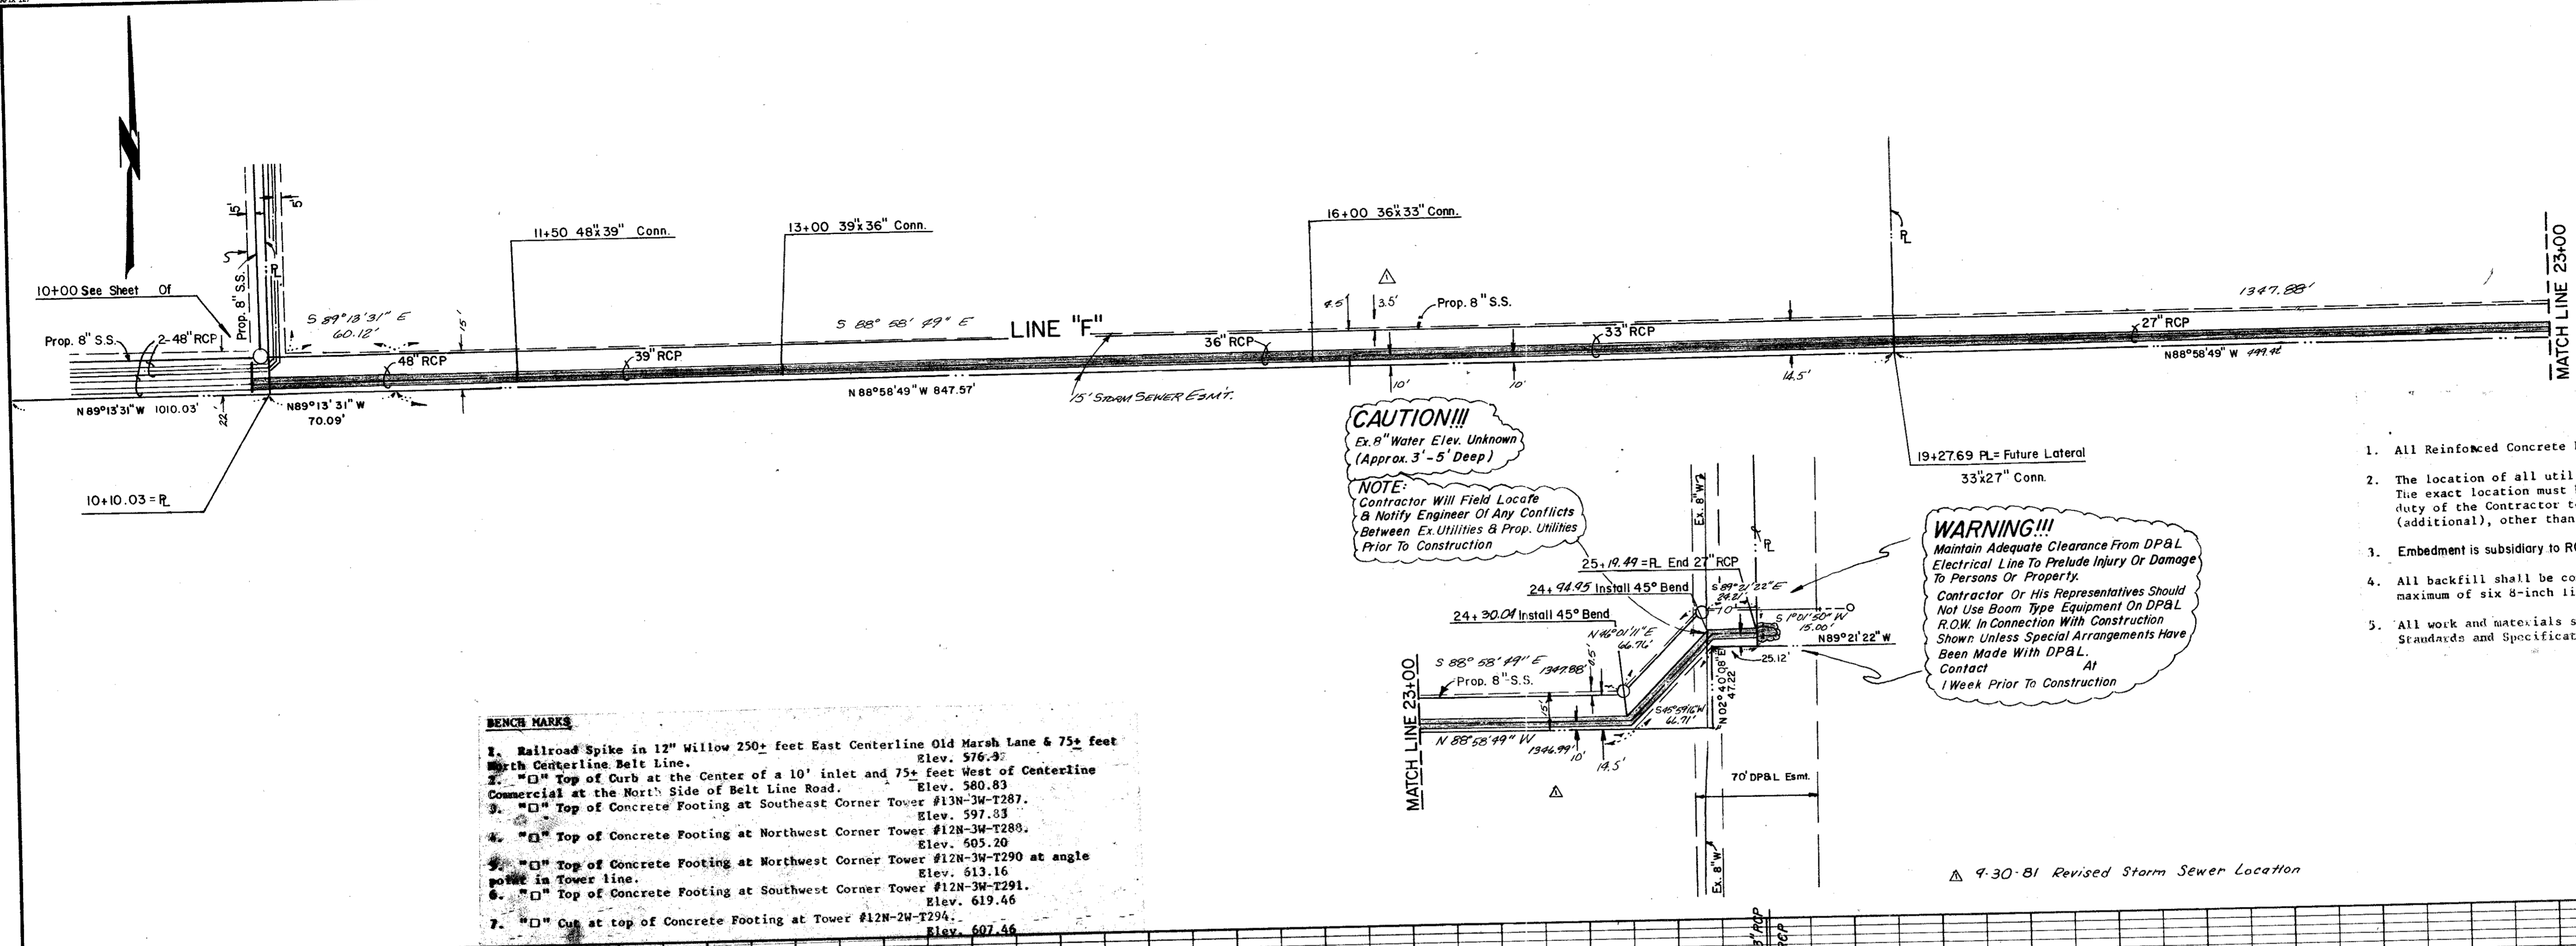 N
5'
5'
5
PL
Prop. 8" S.S.
10+00 See Sheet Of
Prop. 8" S.S.
2-48" RCP
S 89°13'31" E
60.12'
15'
48" RCP
11+50 48"x39" Conn.
39" RCP
13+00 39"x36" Conn.
S 88° 58' 49" E
LINE "F"
36" RCP
16+00 36"x33" Conn.
4.5'
3.5'
1
Prop. 8" S.S.
33" RCP
PL
27" RCP
1347.88'
MATCH LINE 23+00
N 89°13'31"W 1010.03'
22'
N89°13'31"W
70.09'
N 88°58'49"W 847.57'
15' STORM SEWER ESM'T.
10'
10'
14.5'
N88°58'49" W 499.42'
10+10.03 = PL
19+27.69 PL= Future Lateral
33"x27" Conn.
CAUTION!!!
Ex. 8" Water Elev. Unknown
(Approx. 3'-5' Deep)
NOTE:
Contractor Will Field Locate
& Notify Engineer Of Any Conflicts
Between Ex. Utilities & Prop. Utilities
Prior To Construction
WARNING!!!
Maintain Adequate Clearance From DP&L
Electrical Line To Prelude Injury Or Damage
To Persons Or Property.
Contractor Or His Representatives Should
Not Use Boom Type Equipment On DP&L
R.O.W. In Connection With Construction
Shown Unless Special Arrangements Have
Been Made With DP&L.
Contact At
1 Week Prior To Construction
1. All Reinforced Concrete
2. The location of all util
The exact location must
duty of the Contractor t
(additional), other than
3. Embedment is subsidiary to R
4. All backfill shall be co
maximum of six 8-inch li
5. All work and materials s
Standards and Specificat
Ex. 8" W
PL
25+19.49 = PL End 27" RCP
24+94.95 Install 45° Bend
24+30.04 Install 45° Bend
S 89°21'22"E
24.21'
10'
S 1°01'50" W
15.00'
N89°21'22"W
25.12'
N 46°01'11"E
66.76'
S 88° 58' 49" E
1347.88'
Prop. 8" S.S.
15'
S45°59'16"W
66.71'
N 02°40'08"E
47.22'
N 88°58'49" W
1346.99'
10'
14.5'
MATCH LINE 23+00
1
70' DP&L Esmt.
Ex. 8" W
1 9-30-81 Revised Storm Sewer Location
BENCH MARKS
1. Railroad Spike in 12" Willow 250+ feet East Centerline Old Marsh Lane & 75+ feet
North Centerline Belt Line. Elev.
2. "□" Top of Curb at the Center of a 10' inlet and 75+ feet West of Centerline
Commercial at the North Side of Belt Line Road. Elev. 580.83
3. "□" Top of Concrete Footing at Southeast Corner Tower #13N-3W-T287.
Elev. 597.83
4. "□" Top of Concrete Footing at Northwest Corner Tower #12N-3W-T288.
Elev. 605.20
5. "□" Top of Concrete Footing at Northwest Corner Tower #12N-3W-T290 at angle
point in Tower line. Elev. 613.16
6. "□" Top of Concrete Footing at Southwest Corner Tower #12N-3W-T291.
Elev. 619.46
7. "□" Cut at top of Concrete Footing at Tower #12N-2W-T294.
Elev. 607.46
RCP